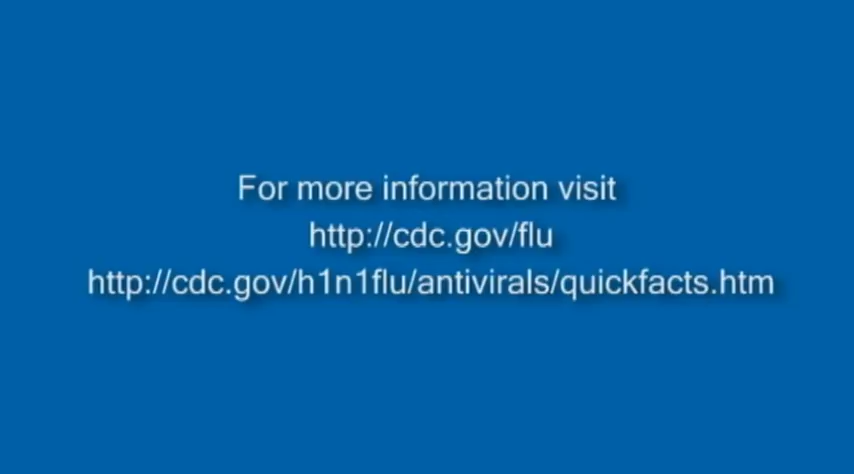 For more information visit
http://cdc.gov/flu
http://cdc.gov/h1n1flu/antivirals/quickfacts.htm